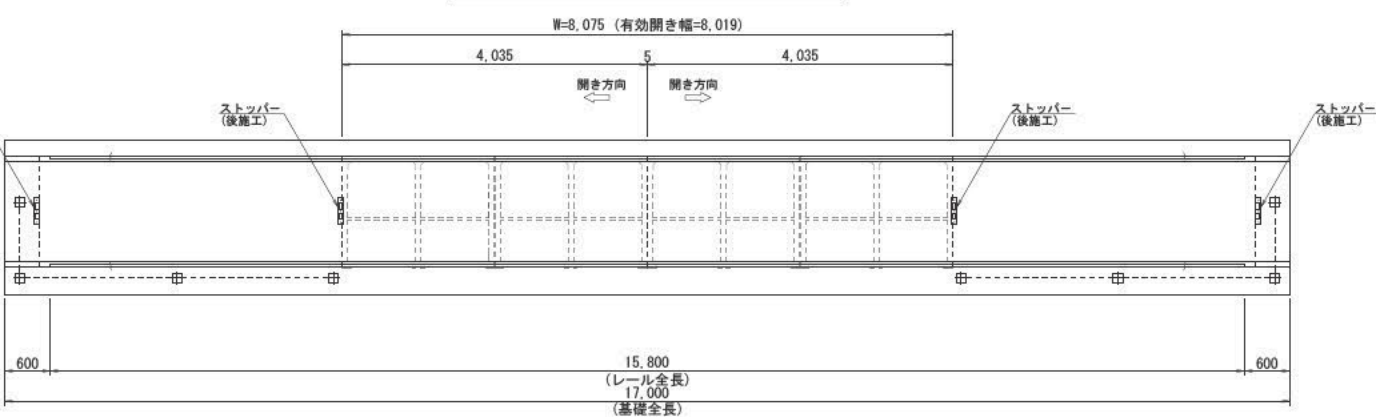 W=8,075 (有効開き幅=8,019)
4,035
5
4,035
開き方向
開き方向
ストッパー
(後施工)
ストッパー
(後施工)
ストッパー
(後施工)
600
15,800
(レール全長)
600
17,000
(基礎全長)